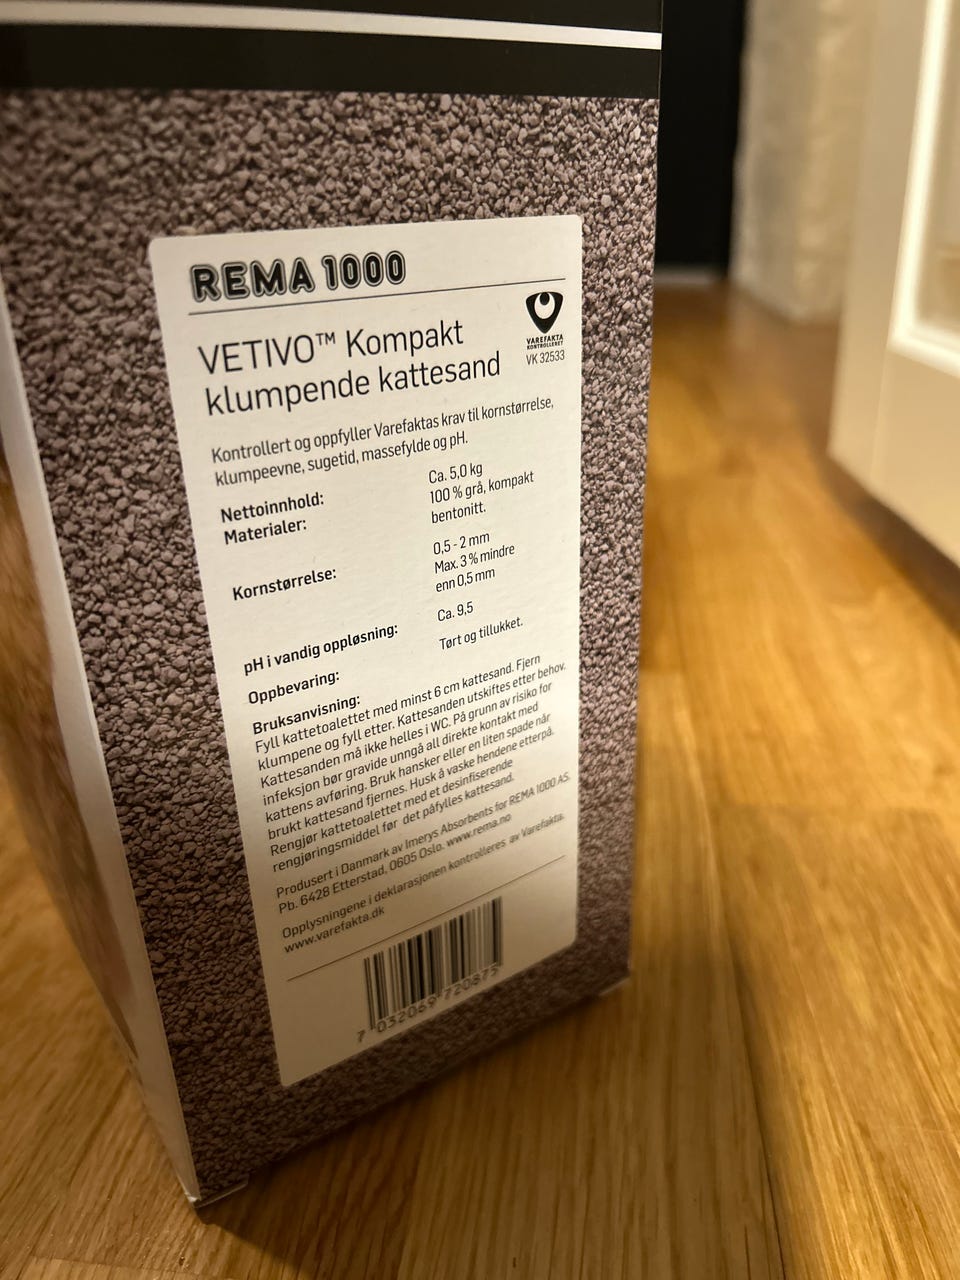 REMA 1000
VETIVO™ Kompakt
klumpende kattesand
VAREFAKTA
KONTROLLERET
VK 32533
Kontrollert og oppfyller Varefaktas krav til kornstørrelse,
klumpeevne, sugetid, massefylde og pH.
Nettoinnhold: Ca. 5,0 kg
Materialer: 100 % grå, kompakt
bentonitt.
Kornstørrelse: 0,5 - 2 mm
Max. 3 % mindre
enn 0,5 mm
pH i vandig oppløsning: Ca. 9,5
Oppbevaring: Tørt og tillukket.
Bruksanvisning:
Fyll kattetoalettet med minst 6 cm kattesand. Fjern
klumpene og fyll etter. Kattesanden utskiftes etter behov.
Kattesanden må ikke helles i WC. På grunn av risiko for
infeksjon bør gravide unngå all direkte kontakt med
kattens avføring. Bruk hansker eller en liten spade når
brukt kattesand fjernes. Husk å vaske hendene etterpå.
Rengjør kattetoalettet med et desinfiserende
rengjøringsmiddel før det påfylles kattesand.
Produsert i Danmark av Imerys Absorbents for REMA 1000 AS.
Pb. 6428 Etterstad, 0605 Oslo. www.rema.no
Opplysningene i deklarasjonen kontrolleres av Varefakta.
www.varefakta.dk
7 032069 720875